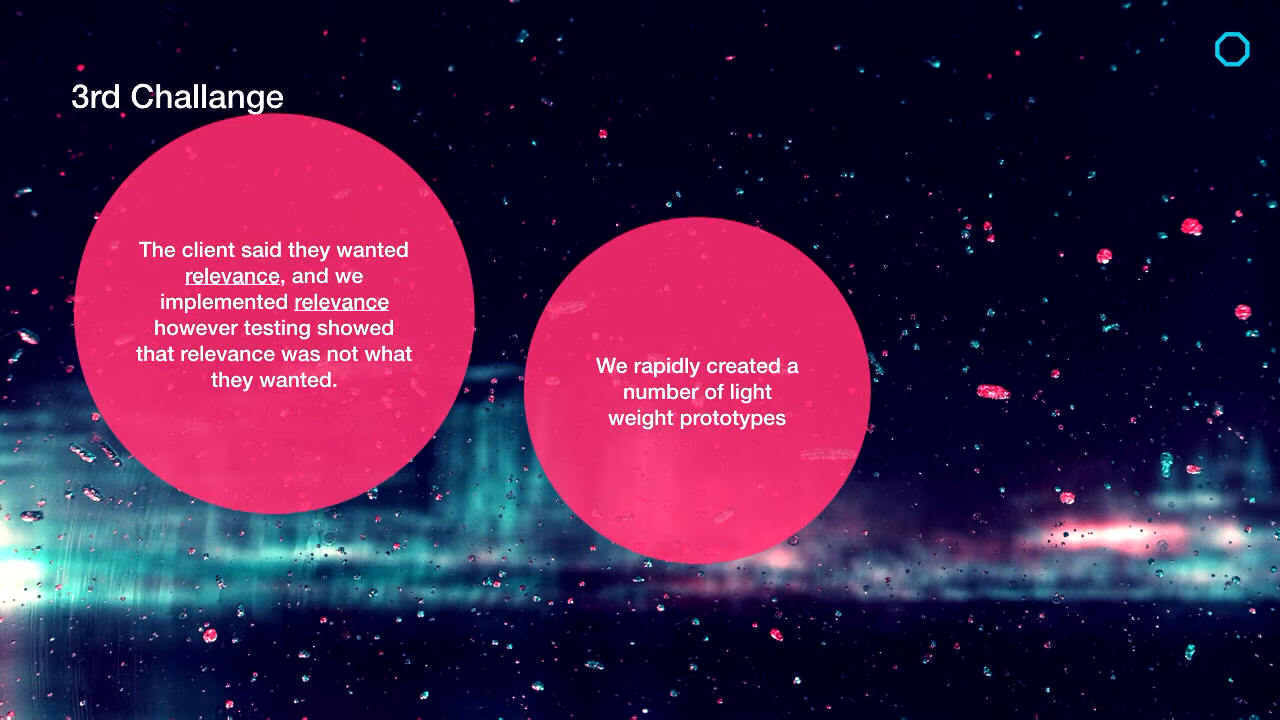 3rd Challange
The client said they wanted
relevance, and we
implemented relevance
however testing showed
that relevance was not what
they wanted.
We rapidly created a
number of light
weight prototypes